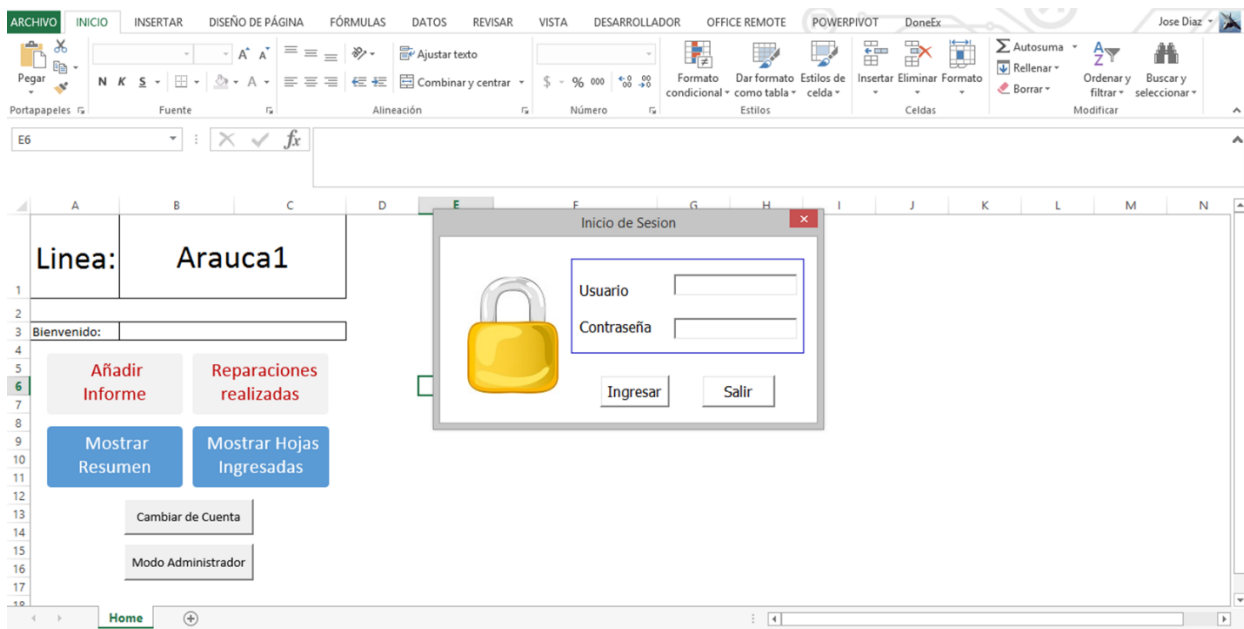 ARCHIVO INICIO INSERTAR DISEÑO DE PÁGINA FÓRMULAS DATOS REVISAR VISTA DESARROLLADOR OFFICE REMOTE POWERPIVOT DoneEx Jose Diaz
Pegar
N K S A A A
Ajustar texto
Combinar y centrar
$ % 000
Formato condicional
Dar formato como tabla
Estilos de celda
Insertar Eliminar Formato
Autosuma
Rellenar
Borrar
Ordenar y filtrar
Buscar y seleccionar
Portapapeles Fuente Alineación Número Estilos Celdas Modificar
E6 fx
A B C D E F G H I J K L M N
1 Linea: Arauca1
2
3 Bienvenido:
4
5
6
7
8
9
10
11
12
13
14
15
16
17
18
Añadir
Informe
Reparaciones
realizadas
Mostrar
Resumen
Mostrar Hojas
Ingresadas
Cambiar de Cuenta
Modo Administrador
Inicio de Sesion
Usuario
Contraseña
Ingresar Salir
Home